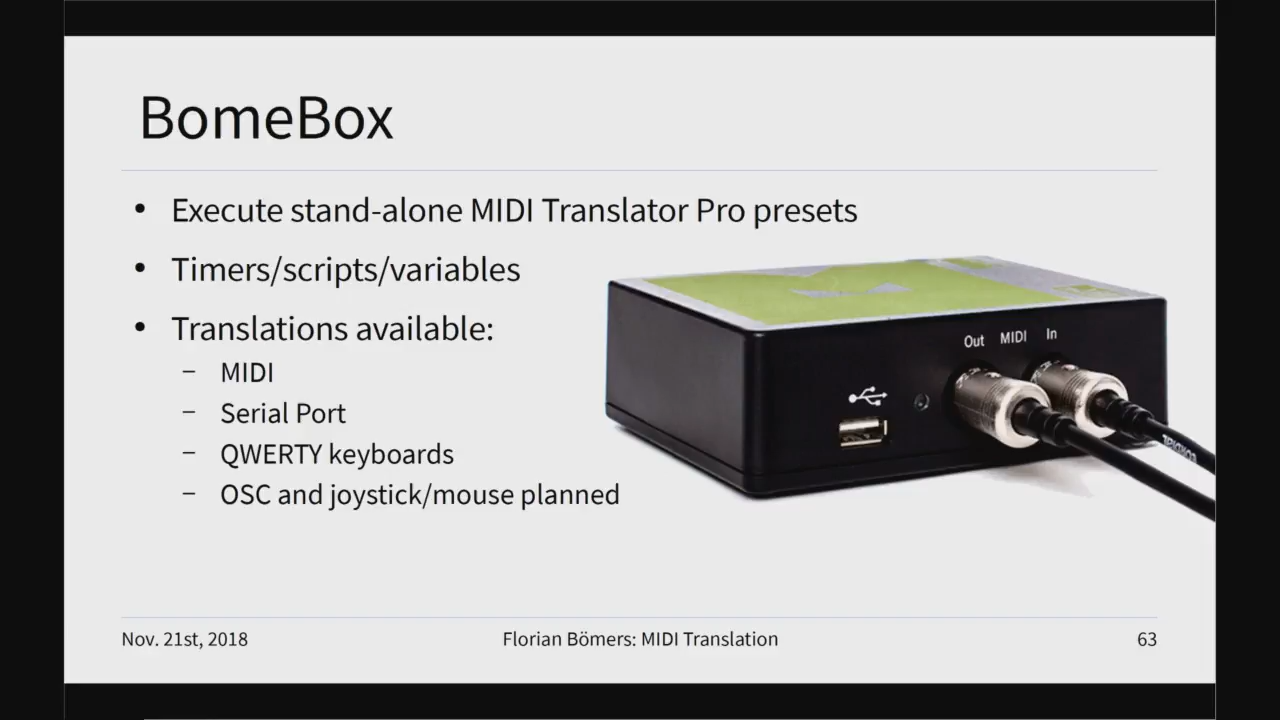 BomeBox
• Execute stand-alone MIDI Translator Pro presets
• Timers/scripts/variables
• Translations available:
– MIDI
– Serial Port
– QWERTY keyboards
– OSC and joystick/mouse planned
Out MIDI In
Nov. 21st, 2018
Florian Bömers: MIDI Translation
63